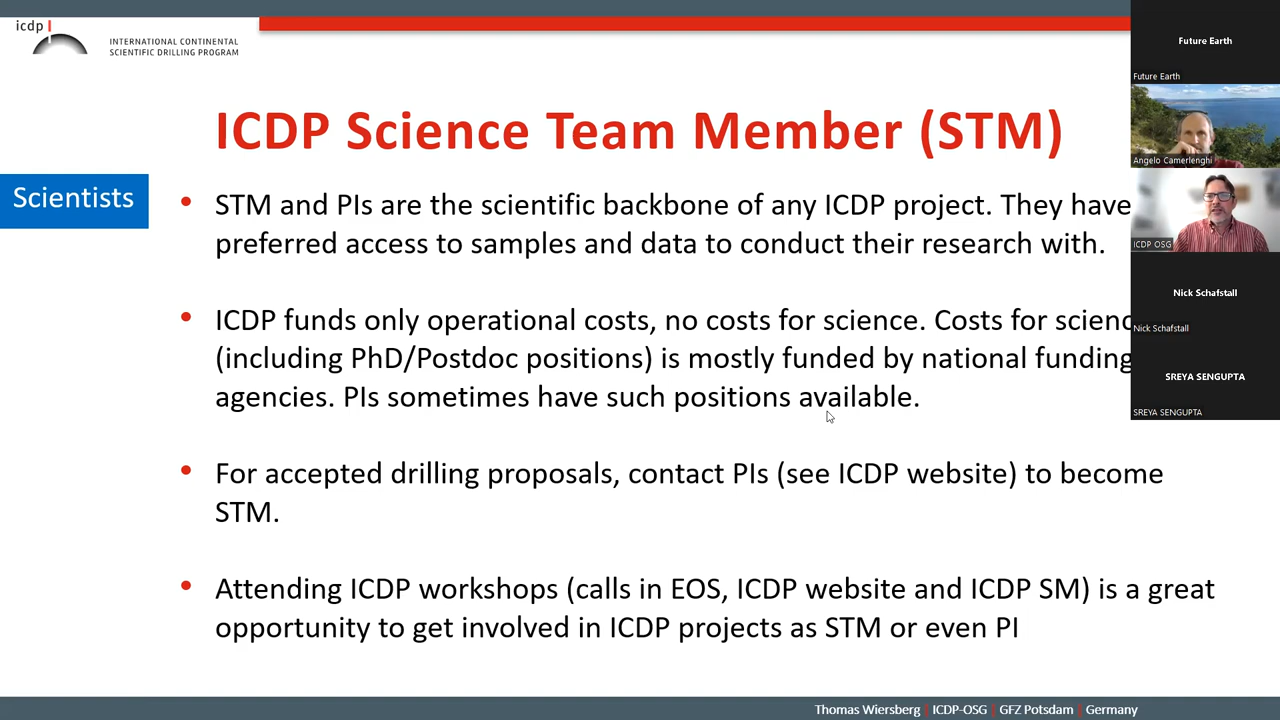 icdp
INTERNATIONAL CONTINENTAL
SCIENTIFIC DRILLING PROGRAM
ICDP Science Team Member (STM)
Scientists
• STM and PIs are the scientific backbone of any ICDP project. They have
preferred access to samples and data to conduct their research with.
• ICDP funds only operational costs, no costs for science. Costs for scienc
(including PhD/Postdoc positions) is mostly funded by national funding
agencies. PIs sometimes have such positions available.
• For accepted drilling proposals, contact PIs (see ICDP website) to become
STM.
• Attending ICDP workshops (calls in EOS, ICDP website and ICDP SM) is a great
opportunity to get involved in ICDP projects as STM or even PI
Thomas Wiersberg | ICDP-OSG | GFZ Potsdam | Germany
Future Earth
Future Earth
Angelo Camerlenghi
ICDP OSG
Nick Schafstall
Nick Schafstall
SREYA SENGUPTA
SREYA SENGUPTA